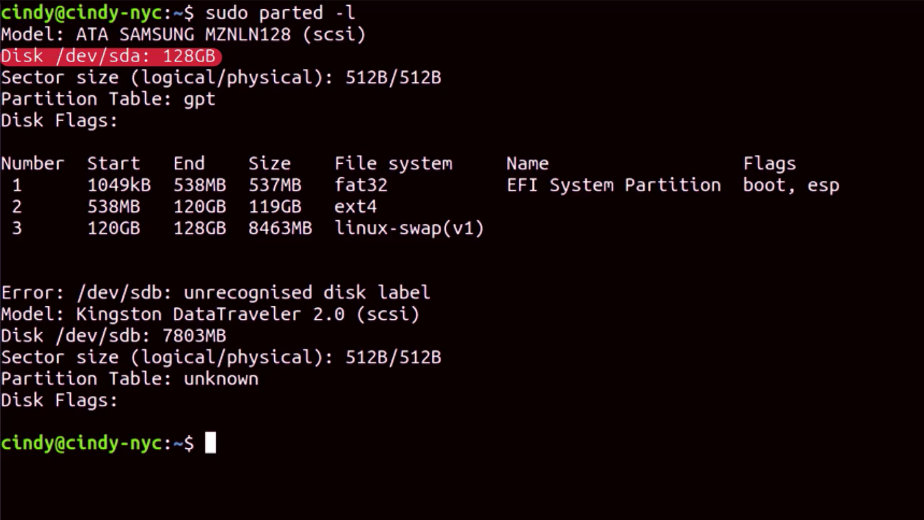 cindy@cindy-nyc:~$ sudo parted -l
Model: ATA SAMSUNG MZNLN128 (scsi)
Disk /dev/sda: 128GB
Sector size (logical/physical): 512B/512B
Partition Table: gpt
Disk Flags:
Number  Start   End    Size    File system     Name                  Flags
 1      1049kB  538MB  537MB   fat32           EFI System Partition  boot, esp
 2      538MB   120GB  119GB   ext4
 3      120GB   128GB  8463MB  linux-swap(v1)
Error: /dev/sdb: unrecognised disk label
Model: Kingston DataTraveler 2.0 (scsi)
Disk /dev/sdb: 7803MB
Sector size (logical/physical): 512B/512B
Partition Table: unknown
Disk Flags:
cindy@cindy-nyc:~$